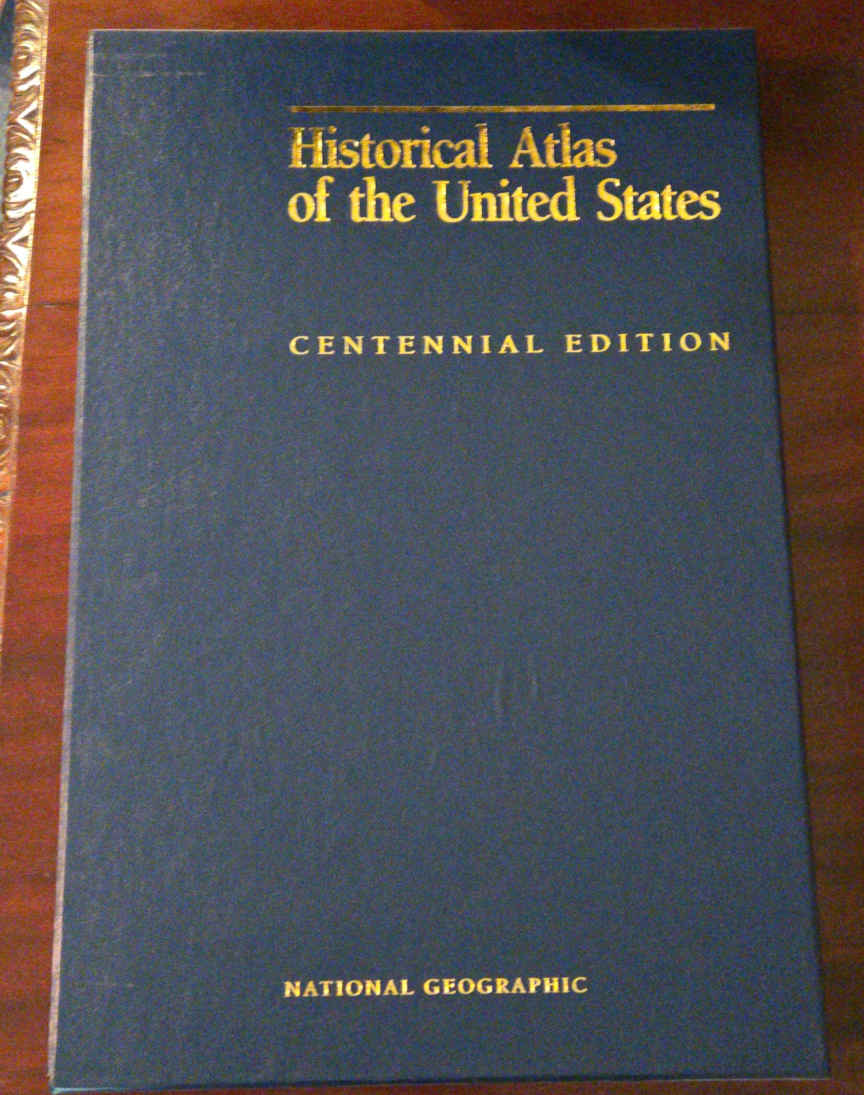 Historical Atlas
of the United States
CENTENNIAL EDITION
NATIONAL GEOGRAPHIC